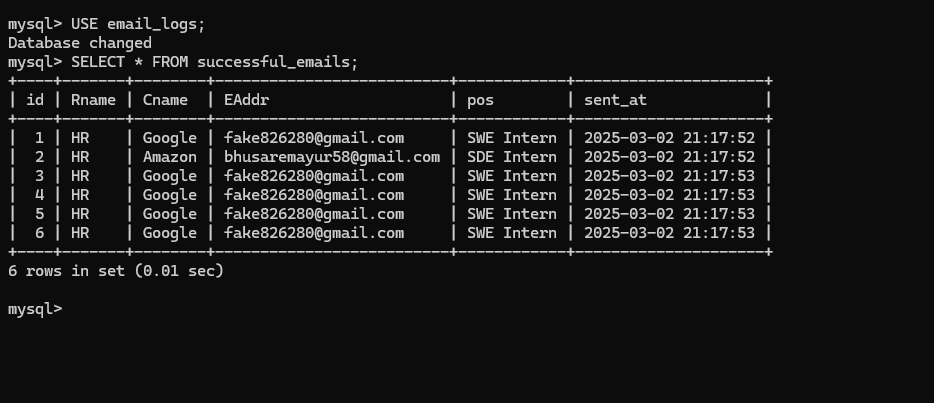 mysql> USE email_logs;
Database changed
mysql> SELECT * FROM successful_emails;
+----+-------+--------+-------------------------+------------+---------------------+
| id | Rname | Cname  | EAddr                   | pos        | sent_at             |
+----+-------+--------+-------------------------+------------+---------------------+
|  1 | HR    | Google | fake826280@gmail.com    | SWE Intern | 2025-03-02 21:17:52 |
|  2 | HR    | Amazon | bhusaremayur58@gmail.com | SDE Intern | 2025-03-02 21:17:52 |
|  3 | HR    | Google | fake826280@gmail.com    | SWE Intern | 2025-03-02 21:17:53 |
|  4 | HR    | Google | fake826280@gmail.com    | SWE Intern | 2025-03-02 21:17:53 |
|  5 | HR    | Google | fake826280@gmail.com    | SWE Intern | 2025-03-02 21:17:53 |
|  6 | HR    | Google | fake826280@gmail.com    | SWE Intern | 2025-03-02 21:17:53 |
+----+-------+--------+-------------------------+------------+---------------------+
6 rows in set (0.01 sec)
mysql>